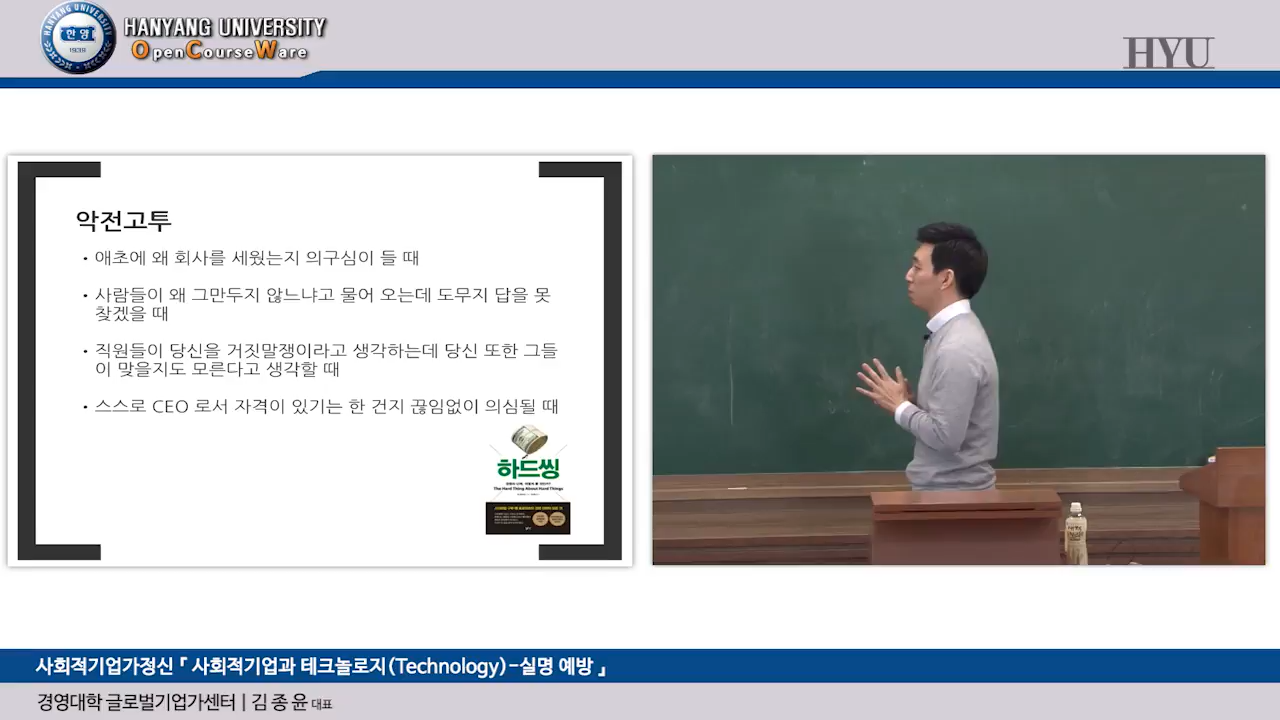 HANYANG UNIVERSITY
OpenCourseWare
HYU
한양
1939
악전고투
• 애초에 왜 회사를 세웠는지 의구심이 들 때
• 사람들이 왜 그만두지 않느냐고 물어 오는데 도무지 답을 못
찾겠을 때
• 직원들이 당신을 거짓말쟁이라고 생각하는데 당신 또한 그들
이 맞을지도 모른다고 생각할 때
• 스스로 CEO 로서 자격이 있기는 한 건지 끊임없이 의심될 때
하드씽
The Hard Thing About Hard Things
사회적기업가정신『 사회적기업과 테크놀로지(Technology)-실명 예방 』
경영대학 글로벌기업가센터 | 김 종 윤 대표